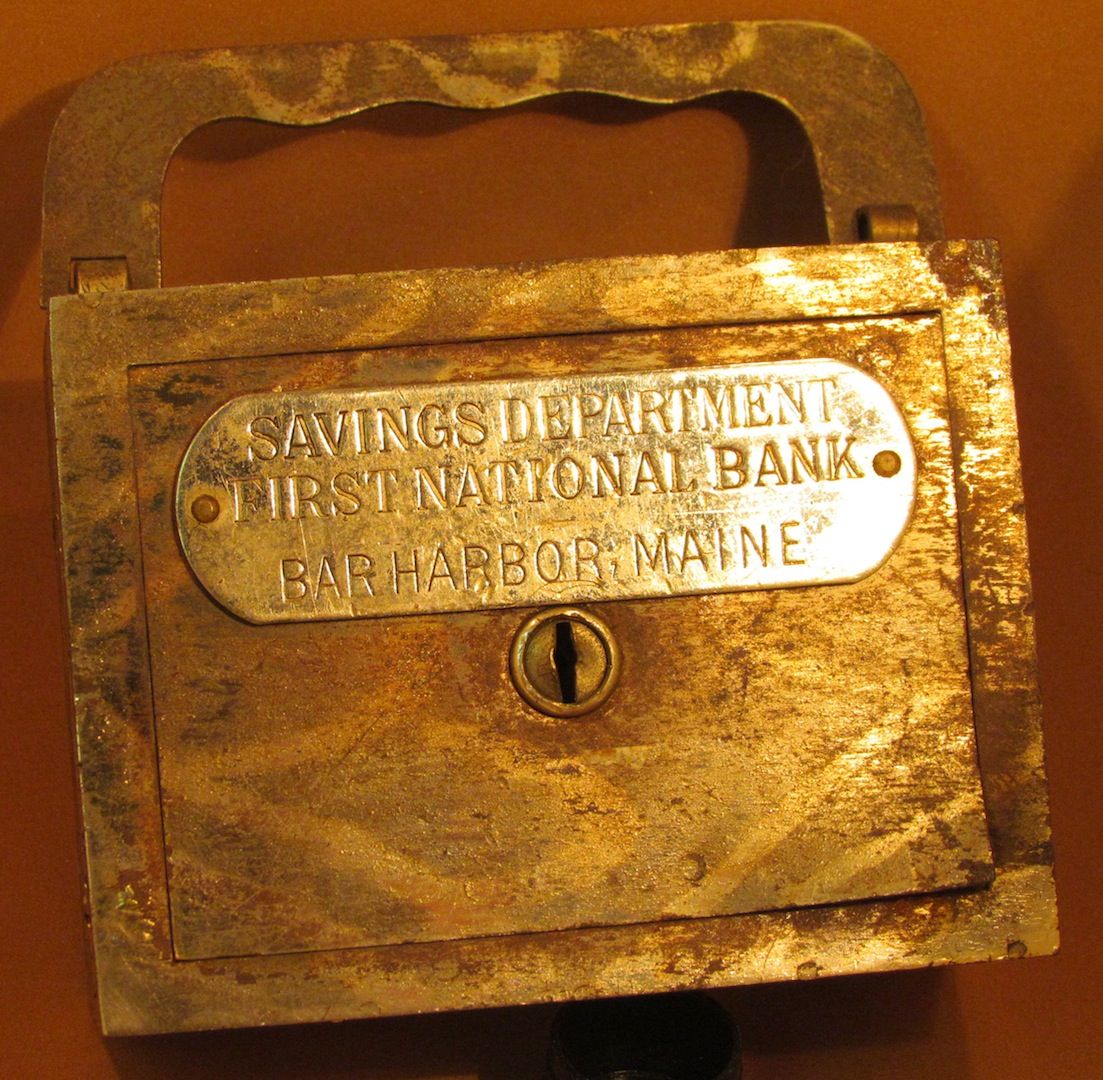 SAVINGS DEPARTMENT
FIRST NATIONAL BANK
BAR HARBOR, MAINE